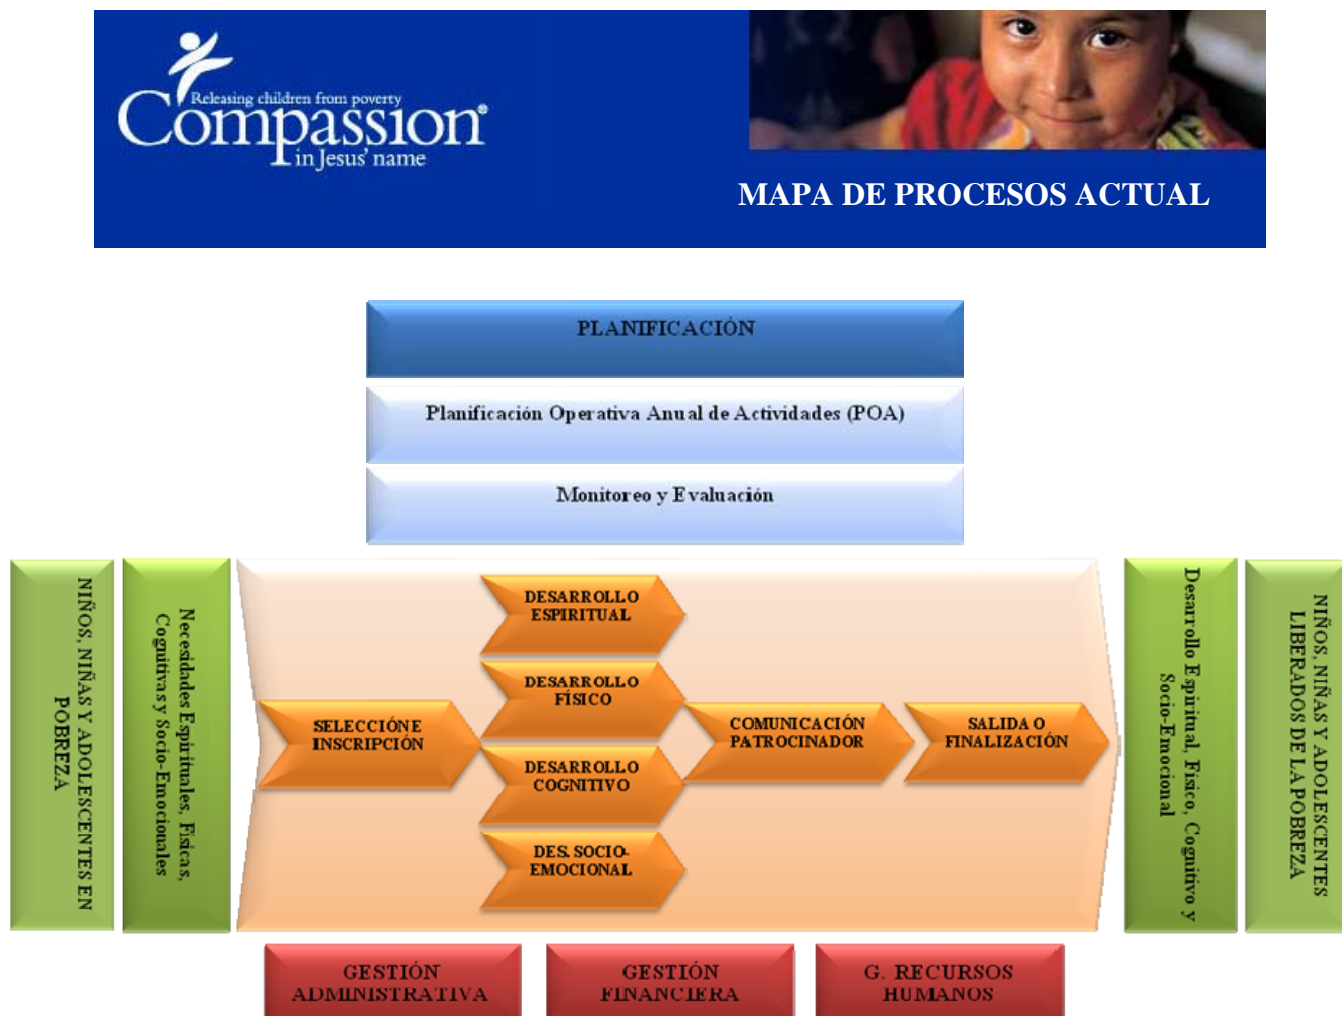 Releasing children from poverty
Compassion®
in Jesus' name
MAPA DE PROCESOS ACTUAL
PLANIFICACIÓN
Planificación Operativa Anual de Actividades (POA)
Monitoreo y Evaluación
NIÑOS, NIÑAS Y ADOLESCENTES EN
POBREZA
Necesidades Espirituales, Físicas,
Cognitivas y Socio-Emocionales
SELECCIÓN E
INSCRIPCIÓN
DESARROLLO
ESPIRITUAL
DESARROLLO
FÍSICO
DESARROLLO
COGNITIVO
DES. SOCIO-
EMOCIONAL
COMUNICACIÓN
PATROCINADOR
SALIDA O
FINALIZACIÓN
Desarrollo Espiritual, Físico, Cognitivo y
Socio-Emocional
NIÑOS, NIÑAS Y ADOLESCENTES
LIBERADOS DE LA POBREZA
GESTIÓN
ADMINISTRATIVA
GESTIÓN
FINANCIERA
G. RECURSOS
HUMANOS